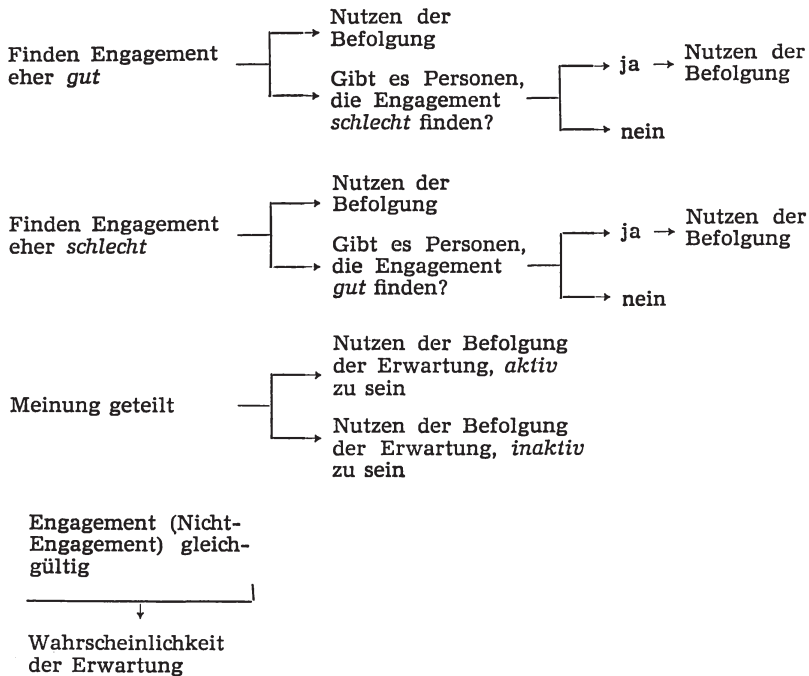 Finden Engagement
eher gut
Nutzen der
Befolgung
Gibt es Personen,
die Engagement
schlecht finden?
ja
Nutzen der
Befolgung
nein
Finden Engagement
eher schlecht
Nutzen der
Befolgung
Gibt es Personen,
die Engagement
gut finden?
ja
Nutzen der
Befolgung
nein
Meinung geteilt
Nutzen der Befolgung
der Erwartung, aktiv
zu sein
Nutzen der Befolgung
der Erwartung, inaktiv
zu sein
Engagement (Nicht-
Engagement) gleich-
gültig
Wahrscheinlichkeit
der Erwartung